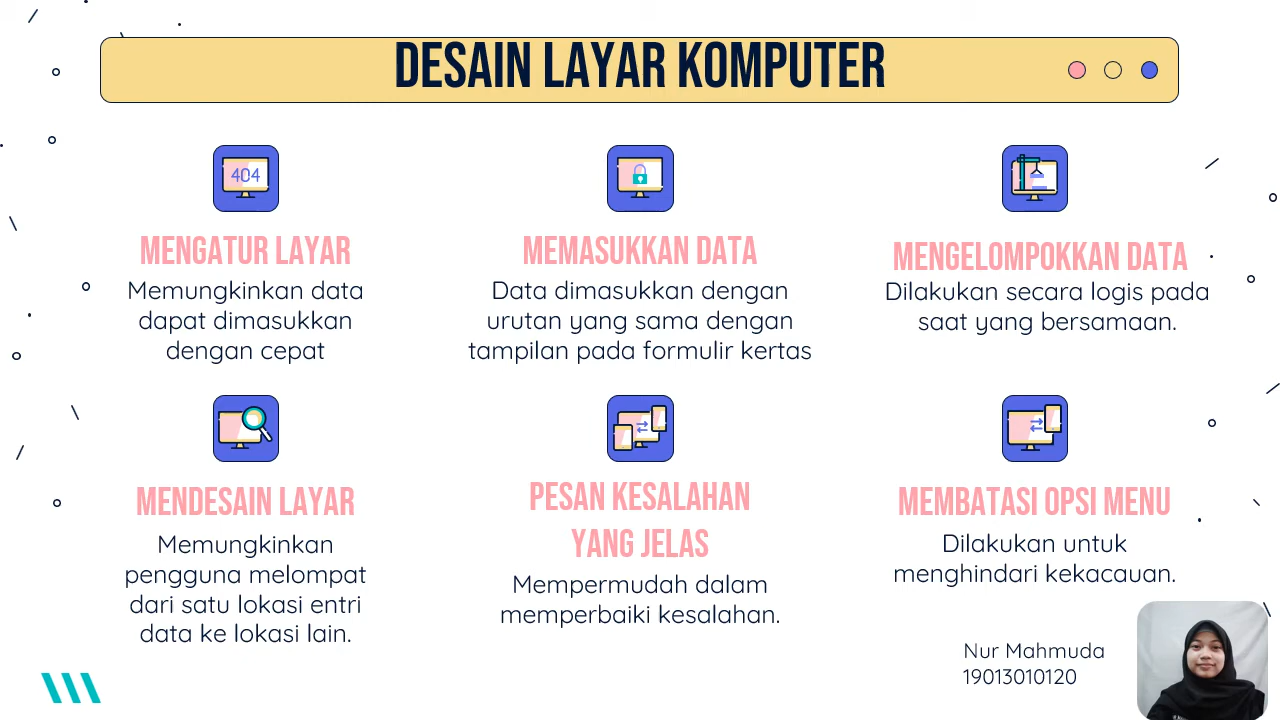 DESAIN LAYAR KOMPUTER
404
MENGATUR LAYAR
Memungkinkan data
dapat dimasukkan
dengan cepat
MEMASUKKAN DATA
Data dimasukkan dengan
urutan yang sama dengan
tampilan pada formulir kertas
MENGELOMPOKKAN DATA
Dilakukan secara logis pada
saat yang bersamaan.
MENDESAIN LAYAR
Memungkinkan
pengguna melompat
dari satu lokasi entri
data ke lokasi lain.
PESAN KESALAHAN
YANG JELAS
Mempermudah dalam
memperbaiki kesalahan.
MEMBATASI OPSI MENU
Dilakukan untuk
menghindari kekacauan.
Nur Mahmuda
19013010120